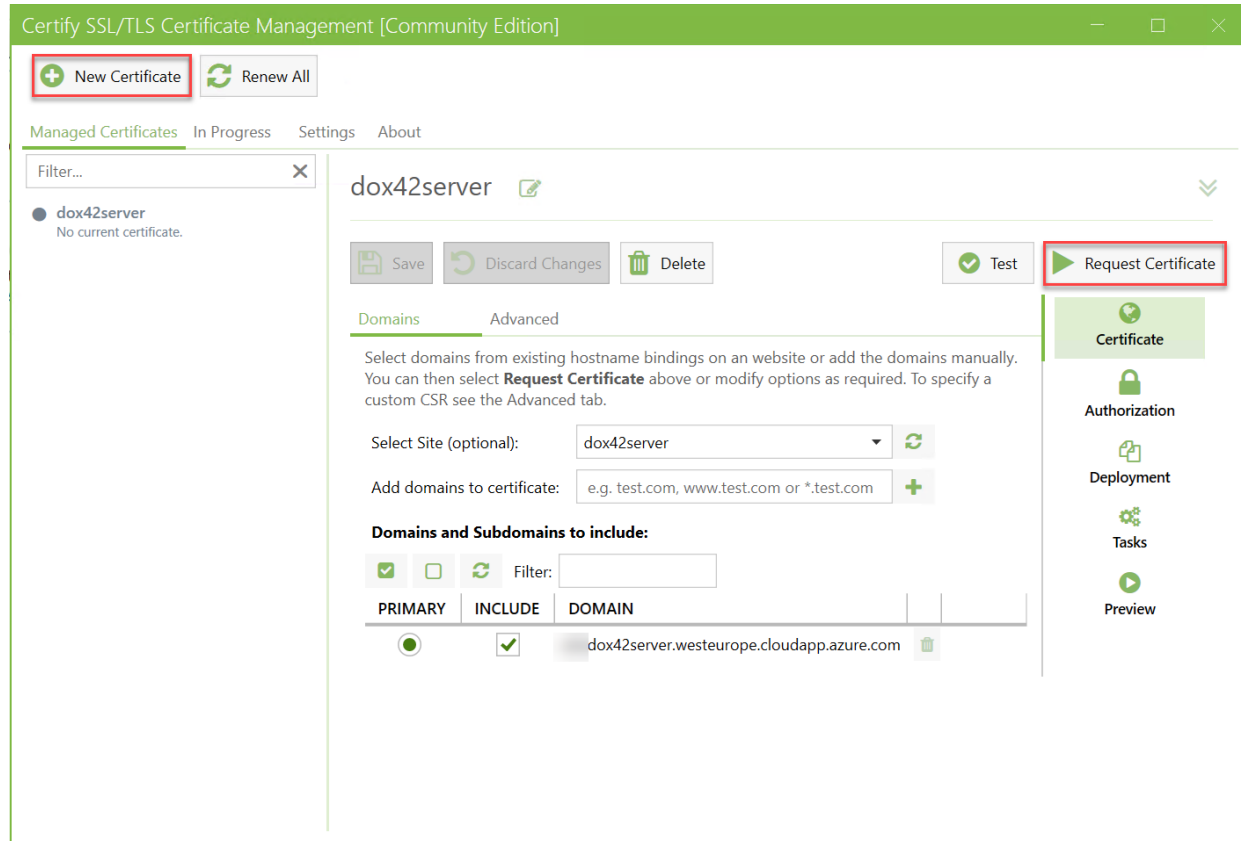 Certify SSL/TLS Certificate Management [Community Edition]
New Certificate
Renew All
Managed Certificates
In Progress
Settings
About
Filter...
dox42server
No current certificate.
dox42server
Save
Discard Changes
Delete
Test
Request Certificate
Domains
Advanced
Select domains from existing hostname bindings on an website or add the domains manually.
You can then select Request Certificate above or modify options as required. To specify a
custom CSR see the Advanced tab.
Select Site (optional):
dox42server
Add domains to certificate:
e.g. test.com, www.test.com or *.test.com
Domains and Subdomains to include:
Filter:
PRIMARY
INCLUDE
DOMAIN
dox42server.westeurope.cloudapp.azure.com
Certificate
Authorization
Deployment
Tasks
Preview